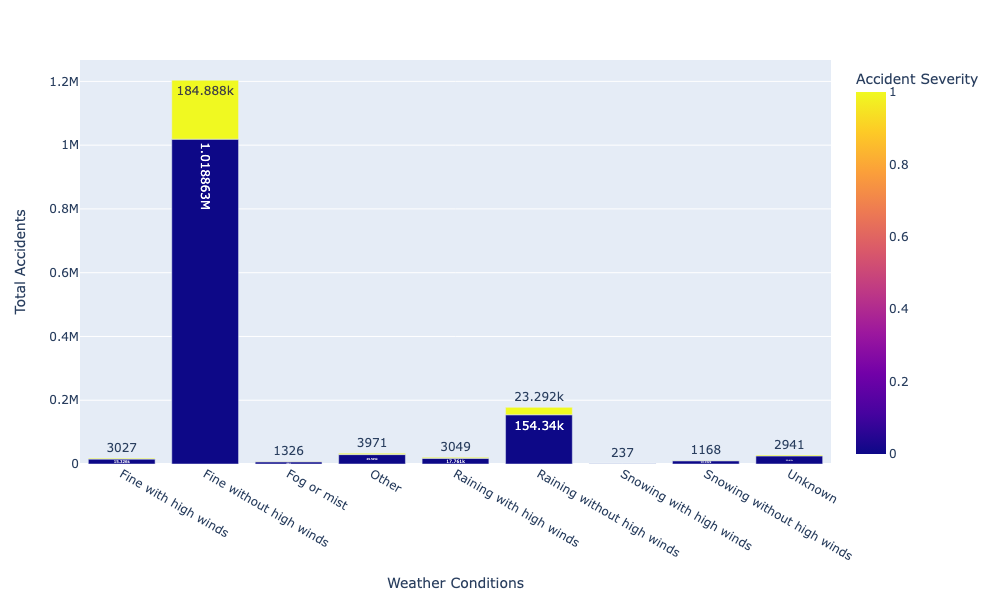 Accident Severity
1
0.8
0.6
0.4
0.2
0
Total Accidents
1.2M
1M
0.8M
0.6M
0.4M
0.2M
0
184.888k
1.018863M
23.292k
154.34k
3027
1326
3971
3049
17.761k
237
1168
2941
Fine with high winds
Fine without high winds
Fog or mist
Other
Raining with high winds
Raining without high winds
Snowing with high winds
Snowing without high winds
Unknown
Weather Conditions